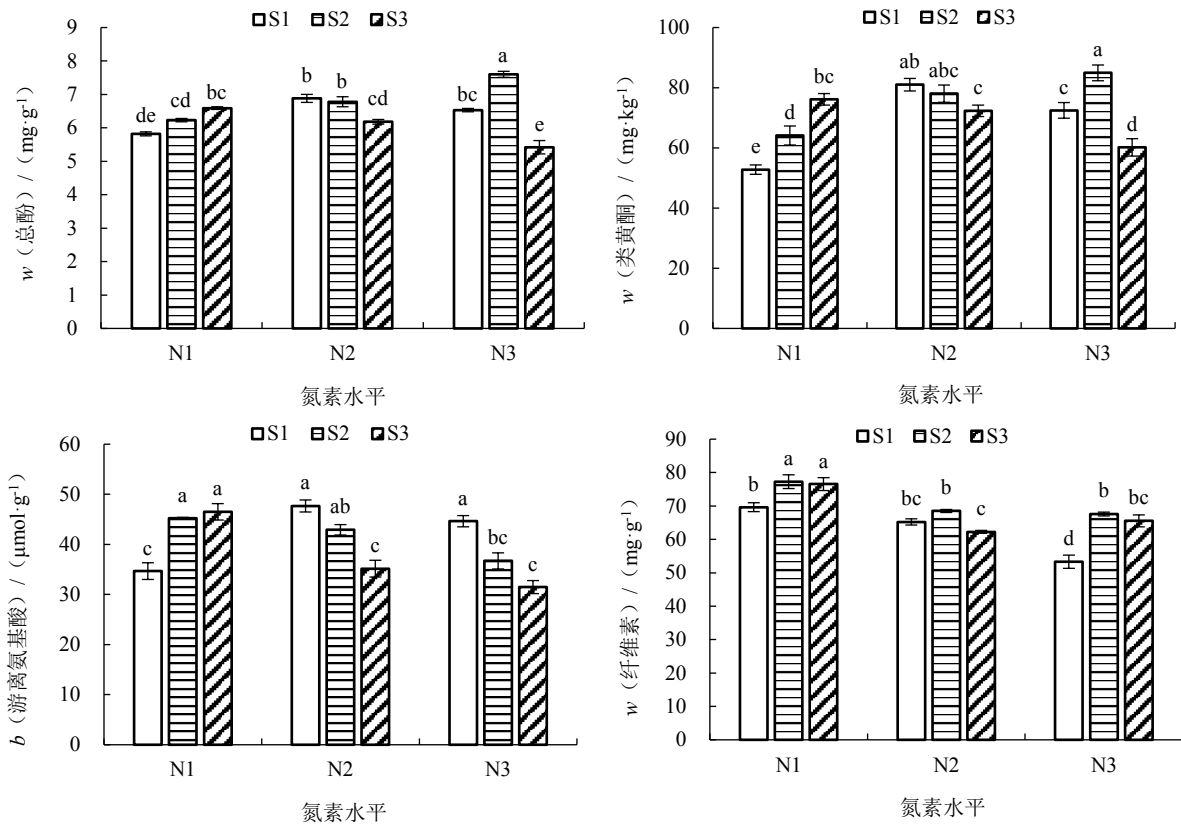 S1 S2 S3
9
8
7
6
5
4
3
2
1
0
w（总酚）/（mg·g-1）
de cd bc b b cd bc a e
N1 N2 N3
氮素水平
S1 S2 S3
100
80
60
40
20
0
w（类黄酮）/（mg·kg-1）
e d bc ab abc c c a d
N1 N2 N3
氮素水平
S1 S2 S3
60
50
40
30
20
10
0
b（游离氨基酸）/（μmol·g-1）
c a a a ab c a bc c
N1 N2 N3
氮素水平
S1 S2 S3
90
80
70
60
50
40
30
20
10
0
w（纤维素）/（mg·g-1）
b a a bc b c d b bc
N1 N2 N3
氮素水平